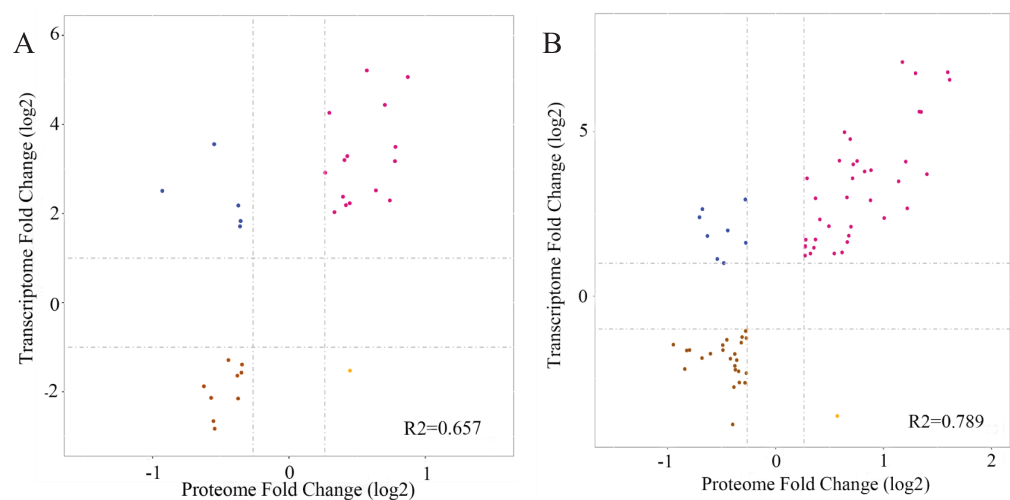 A
Transcriptome Fold Change (log2)
6
4
2
0
-2
-1
0
1
Proteome Fold Change (log2)
R2=0.657
B
Transcriptome Fold Change (log2)
5
0
-1
0
1
2
Proteome Fold Change (log2)
R2=0.789